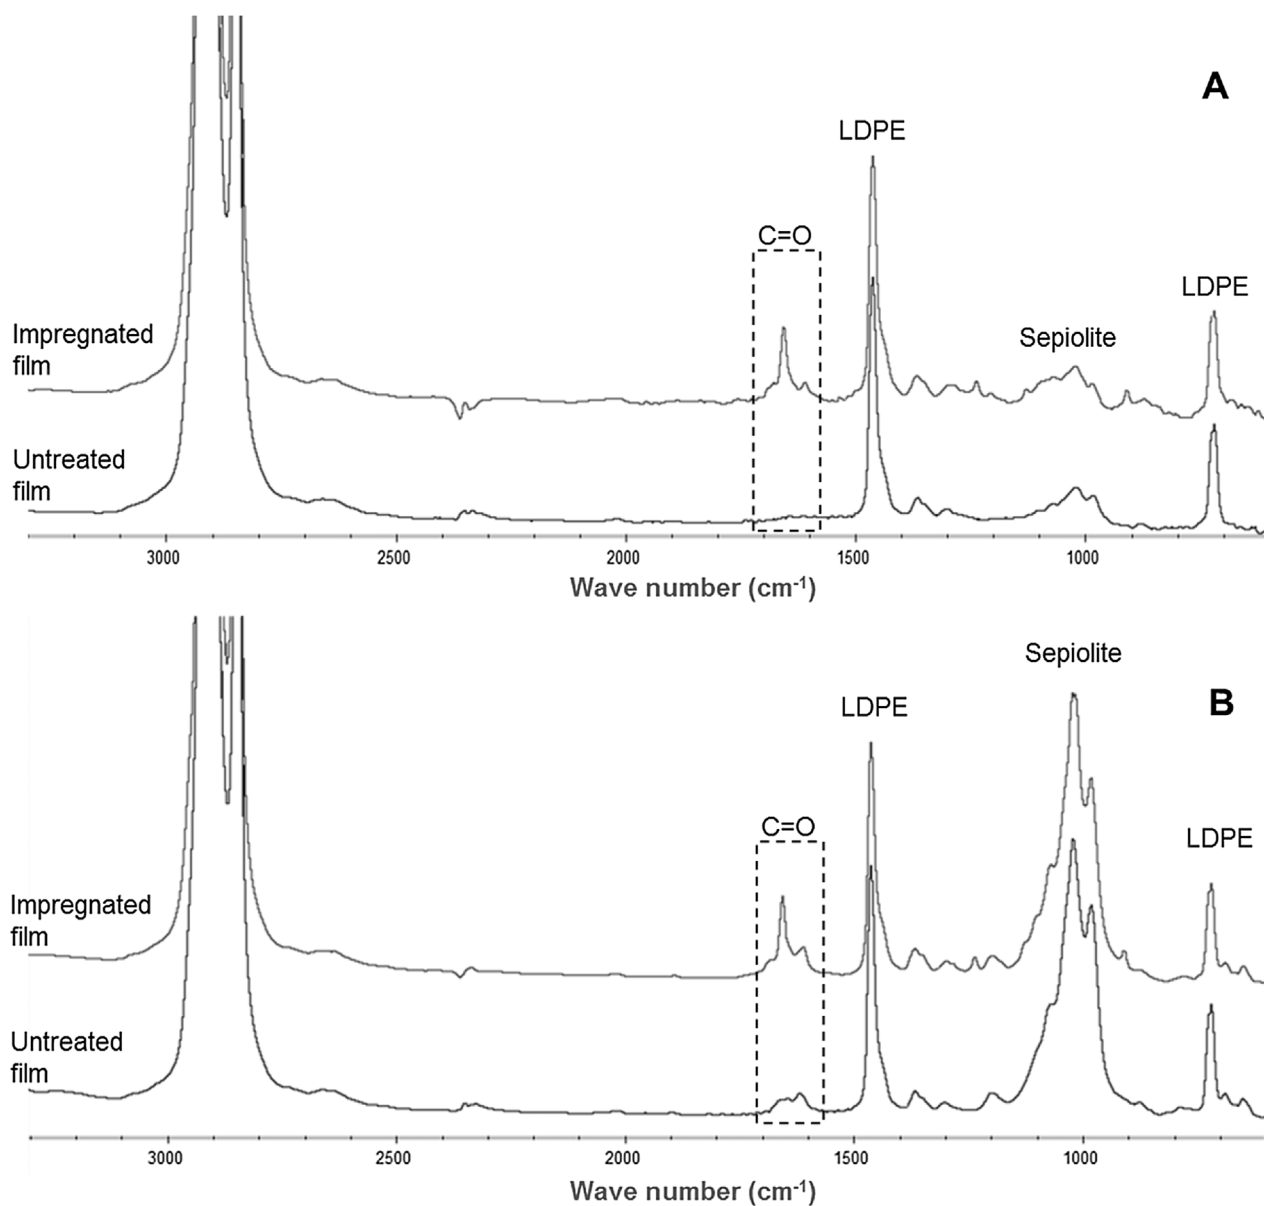 A
LDPE
C=O
LDPE
Impregnated
film
Sepiolite
Untreated
film
3000 2500 2000 1500 1000
Wave number (cm⁻¹)
Sepiolite
B
LDPE
C=O
LDPE
Impregnated
film
Untreated
film
3000 2500 2000 1500 1000
Wave number (cm⁻¹)